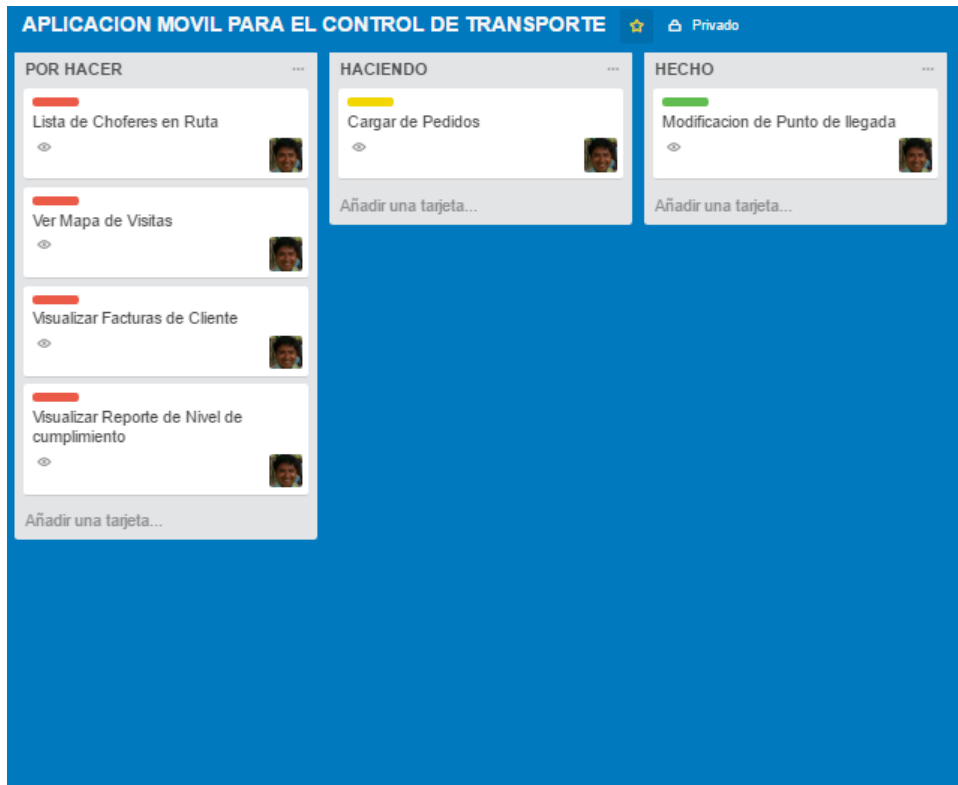 APLICACION MOVIL PARA EL CONTROL DE TRANSPORTE Privado
POR HACER
Lista de Choferes en Ruta
Ver Mapa de Visitas
Visualizar Facturas de Cliente
Visualizar Reporte de Nivel de
cumplimiento
Añadir una tarjeta...
HACIENDO
Cargar de Pedidos
Añadir una tarjeta...
HECHO
Modificacion de Punto de llegada
Añadir una tarjeta...